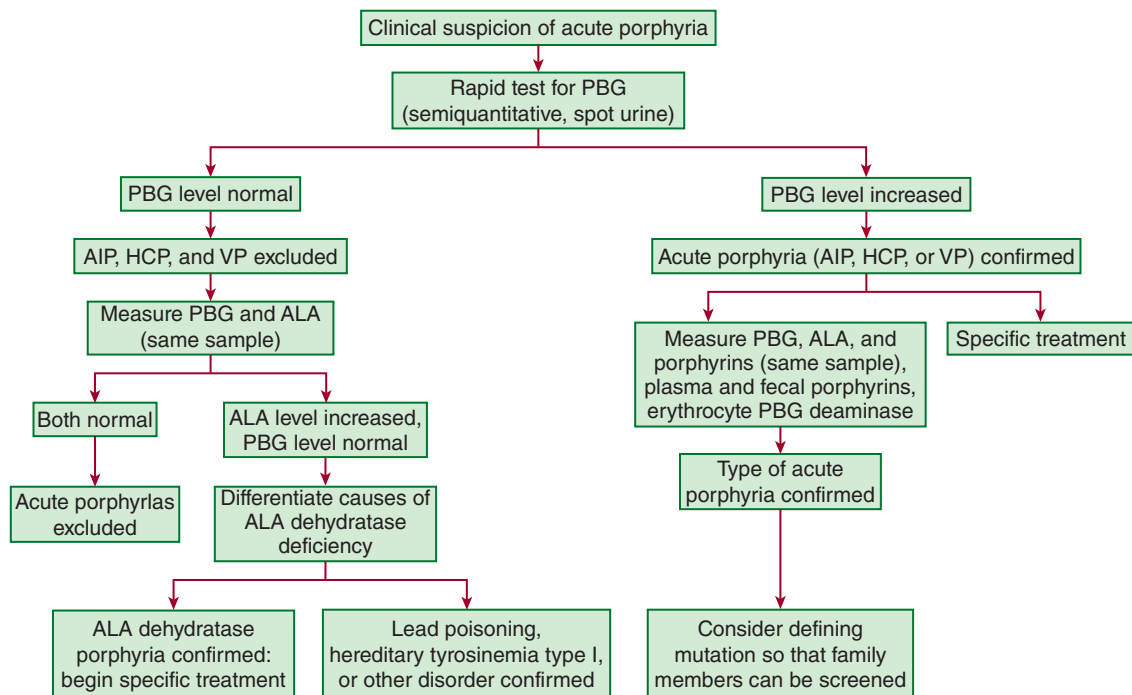 Clinical suspicion of acute porphyria
Rapid test for PBG
(semiquantitative, spot urine)
PBG level normal
PBG level increased
AIP, HCP, and VP excluded
Acute porphyria (AIP, HCP, or VP) confirmed
Measure PBG and ALA
(same sample)
Measure PBG, ALA, and
porphyrins (same sample),
plasma and fecal porphyrins,
erythrocyte PBG deaminase
Specific treatment
Both normal
ALA level increased,
PBG level normal
Type of acute
porphyria confirmed
Acute porphyrlas
excluded
Differentiate causes of
ALA dehydratase
deficiency
ALA dehydratase
porphyria confirmed:
begin specific treatment
Lead poisoning,
hereditary tyrosinemia type I,
or other disorder confirmed
Consider defining
mutation so that family
members can be screened